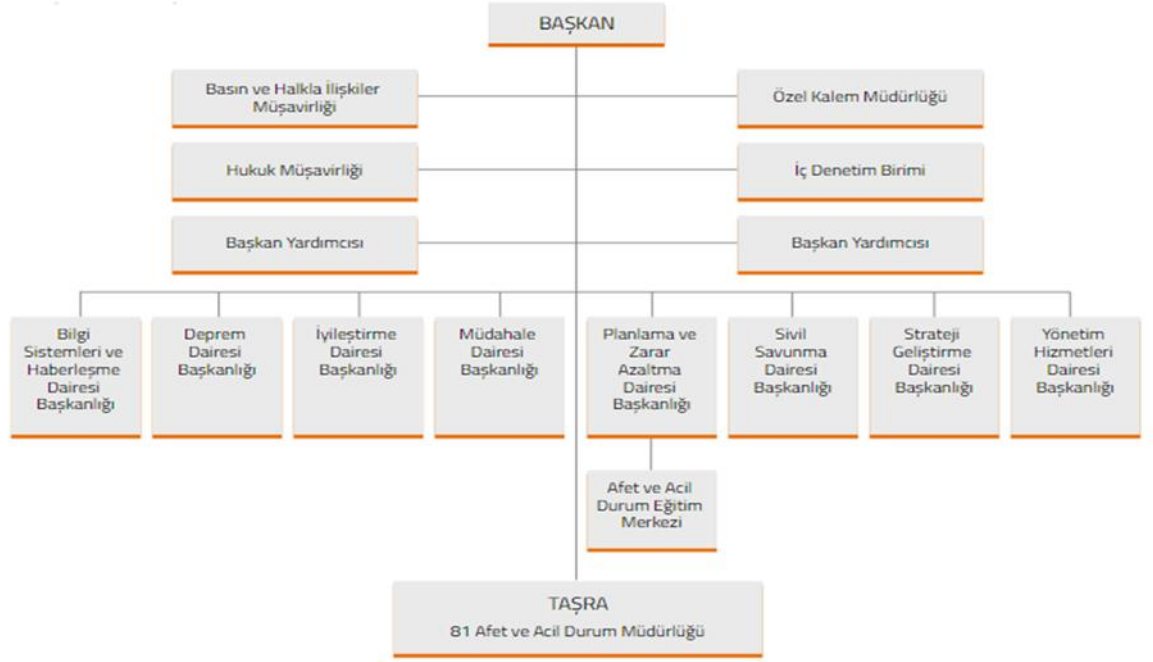 BAŞKAN
Basın ve Halkla İlişkiler
Müşavirliği
Özel Kalem Müdürlüğü
Hukuk Müşavirliği
İç Denetim Birimi
Başkan Yardımcısı
Başkan Yardımcısı
Bilgi
Sistemleri ve
Haberleşme
Dairesi
Başkanlığı
Deprem
Dairesi
Başkanlığı
İyileştirme
Dairesi
Başkanlığı
Müdahale
Dairesi
Başkanlığı
Planlama ve
Zarar
Azaltma
Dairesi
Başkanlığı
Sivil
Savunma
Dairesi
Başkanlığı
Strateji
Geliştirme
Dairesi
Başkanlığı
Yönetim
Hizmetleri
Dairesi
Başkanlığı
Afet ve Acil
Durum Eğitim
Merkezi
TAŞRA
81 Afet ve Acil Durum Müdürlüğü